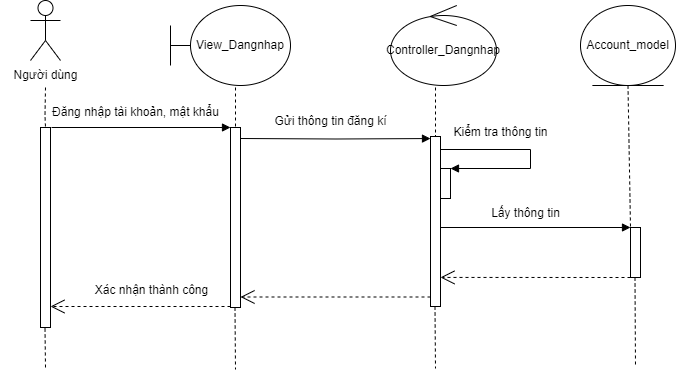 Người dùng
View_Dangnhap
Controller_Dangnhap
Account_model
Đăng nhập tài khoản, mật khẩu
Gửi thông tin đăng kí
Kiểm tra thông tin
Lấy thông tin
Xác nhận thành công